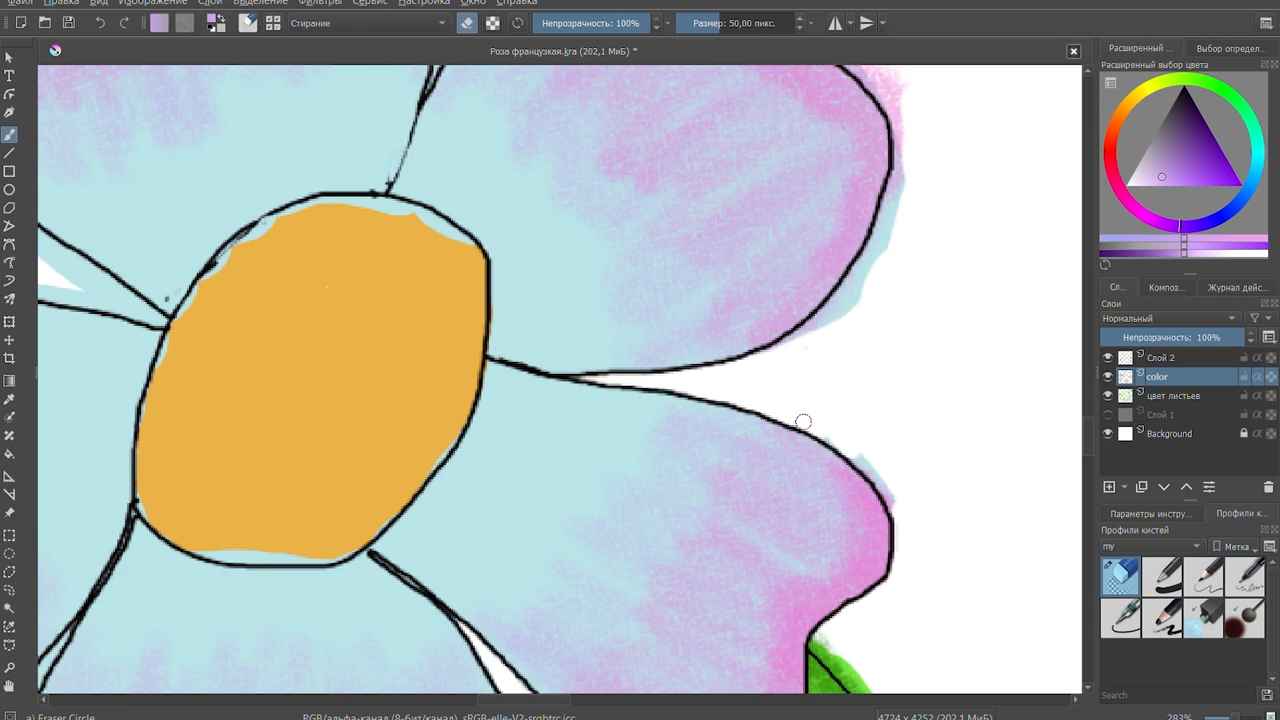 Файл Правка Вид Изображение Слой Выделение Фильтры Сервис Настройка Окно Справка
Стирание
Непрозрачность: 100%
Размер: 50,00 пикс.
Роза французкая.kra (202,1 МиБ) *
Расширенный ...
Выбор определ...
Расширенный выбор цвета
Сл...
Композ...
Журнал дейс...
Слои
Нормальный
Непрозрачность: 100%
Слой 2
color
цвет листьев
Слой 1
Background
Параметры инстру...
Профили к...
Профили кистей
my
Метка
Search
a) Eraser Circle
RGB/альфа-канал (8-бит/канал), sRGB-elle-V2-srgbtrc.icc
4724 x 4252 (202,1 МиБ)
283%